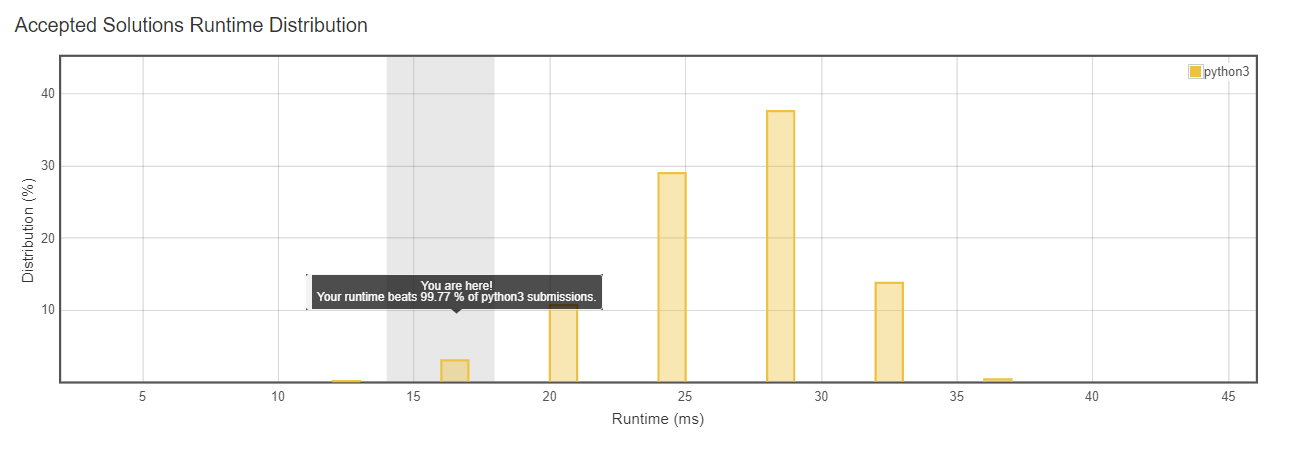 Accepted Solutions Runtime Distribution
python3
40
30
20
10
Distribution (%)
You are here!
Your runtime beats 99.77 % of python3 submissions.
5
10
15
20
25
30
35
40
45
Runtime (ms)